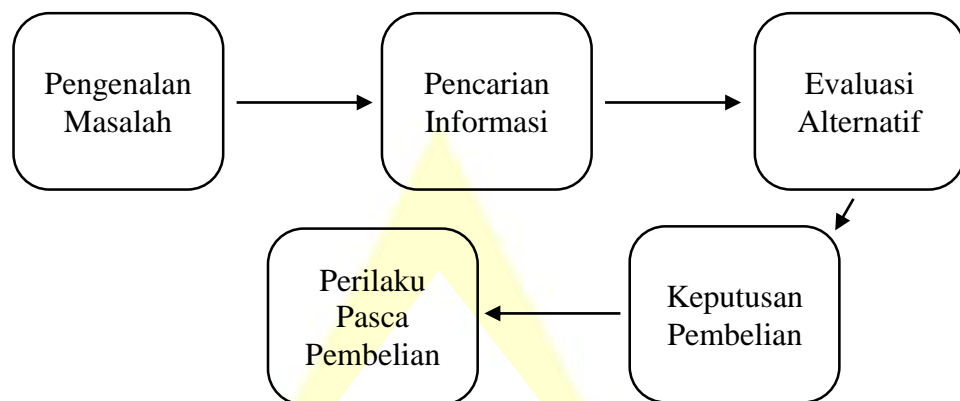 Pengenalan
Masalah
Pencarian
Informasi
Evaluasi
Alternatif
Keputusan
Pembelian
Perilaku
Pasca
Pembelian